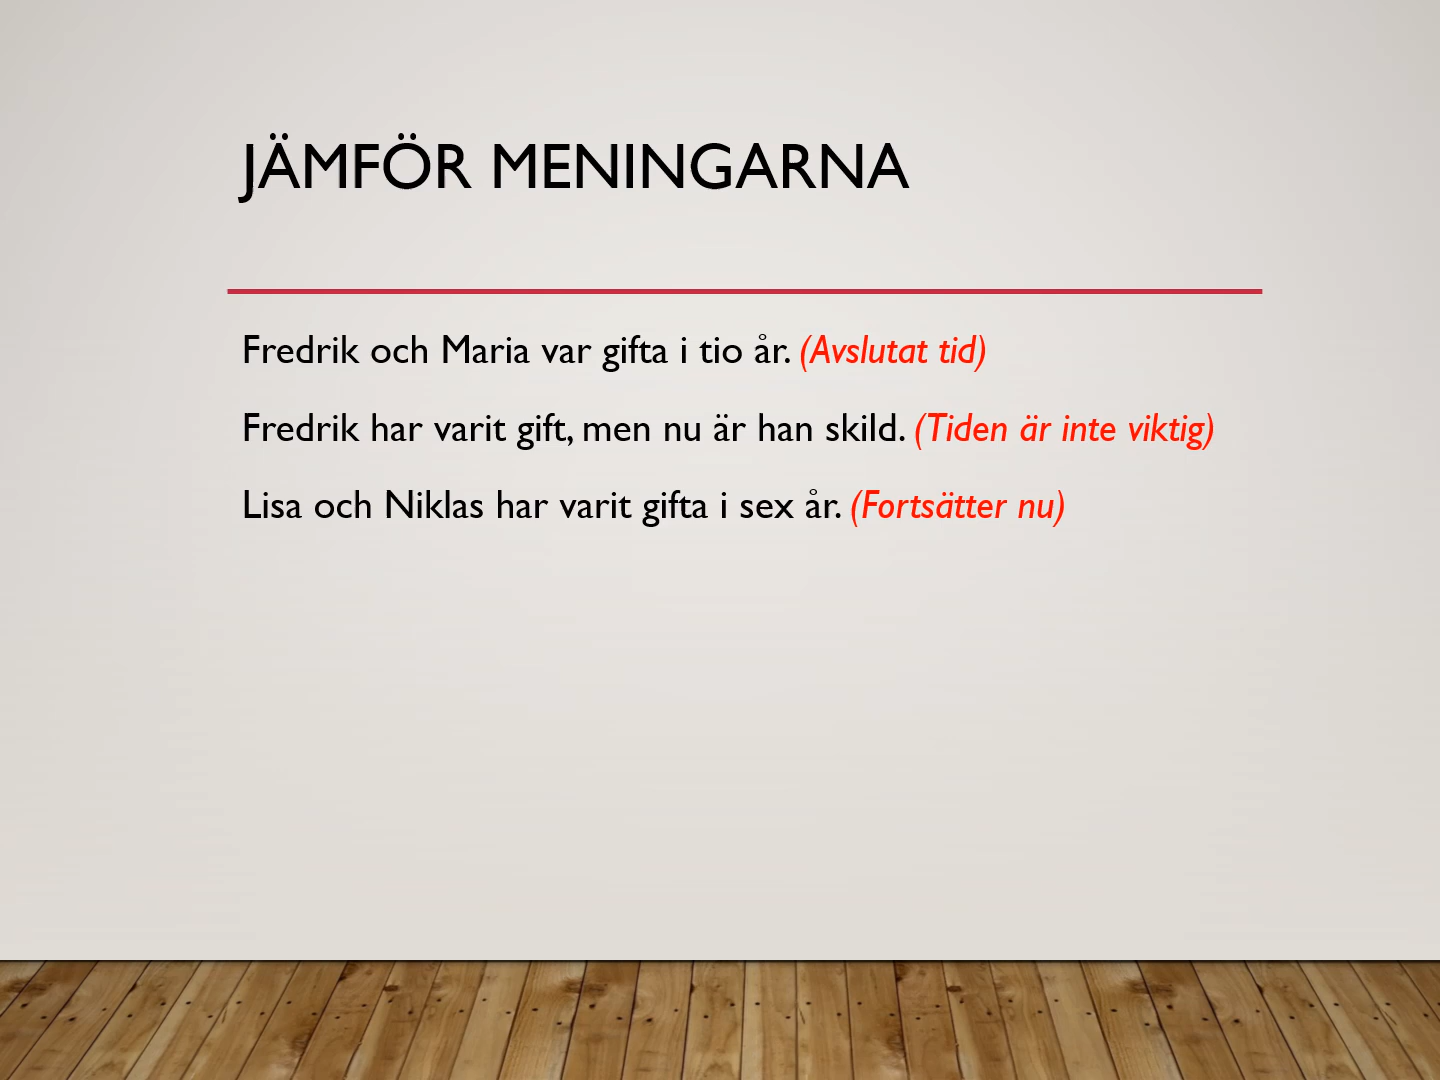 JÄMFÖR MENINGARNA
Fredrik och Maria var gifta i tio år. (Avslutat tid)
Fredrik har varit gift, men nu är han skild. (Tiden är inte viktig)
Lisa och Niklas har varit gifta i sex år. (Fortsätter nu)